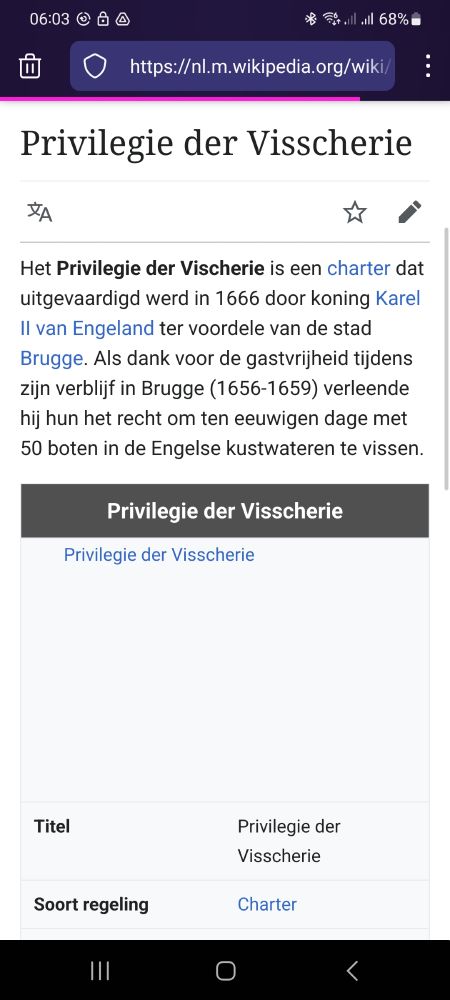 06:03 68%
https://nl.m.wikipedia.org/wiki/
Privilegie der Visscherie
Het Privilegie der Vischerie is een charter dat
uitgevaardigd werd in 1666 door koning Karel
II van Engeland ter voordele van de stad
Brugge. Als dank voor de gastvrijheid tijdens
zijn verblijf in Brugge (1656-1659) verleende
hij hun het recht om ten eeuwigen dage met
50 boten in de Engelse kustwateren te vissen.
Privilegie der Visscherie
Privilegie der Visscherie
Titel Privilegie der
Visscherie
Soort regeling Charter